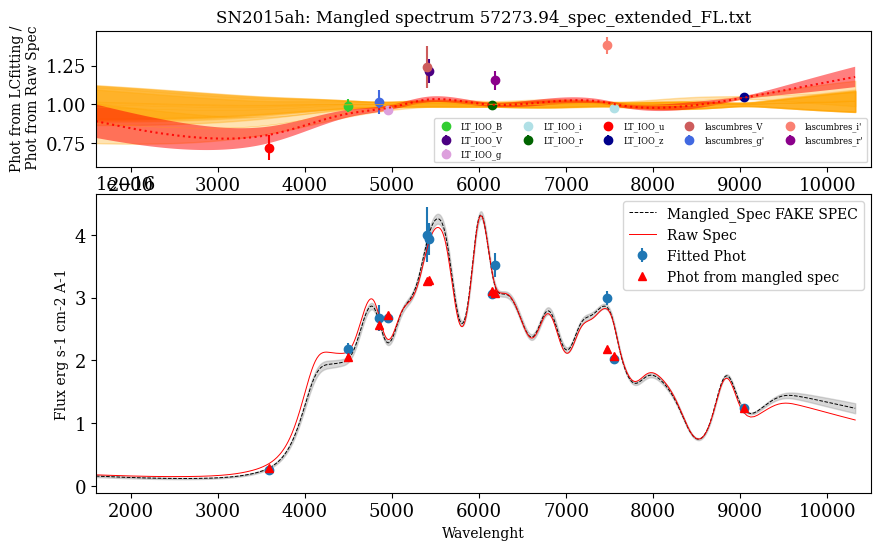 SN2015ah: Mangled spectrum 57273.94_spec_extended_FL.txt
Phot from LCfitting /
Phot from Raw Spec
1.25
1.00
0.75
LT_IOO_B LT_IOO_i LT_IOO_u lascumbres_V lascumbres_i'
LT_IOO_V LT_IOO_r LT_IOO_z lascumbres_g' lascumbres_r'
LT_IOO_g
2000 3000 4000 5000 6000 7000 8000 9000 10000
1e−16
Mangled_Spec FAKE SPEC
Raw Spec
Fitted Phot
Phot from mangled spec
Flux erg s-1 cm-2 A-1
4
3
2
1
0
2000 3000 4000 5000 6000 7000 8000 9000 10000
Wavelenght